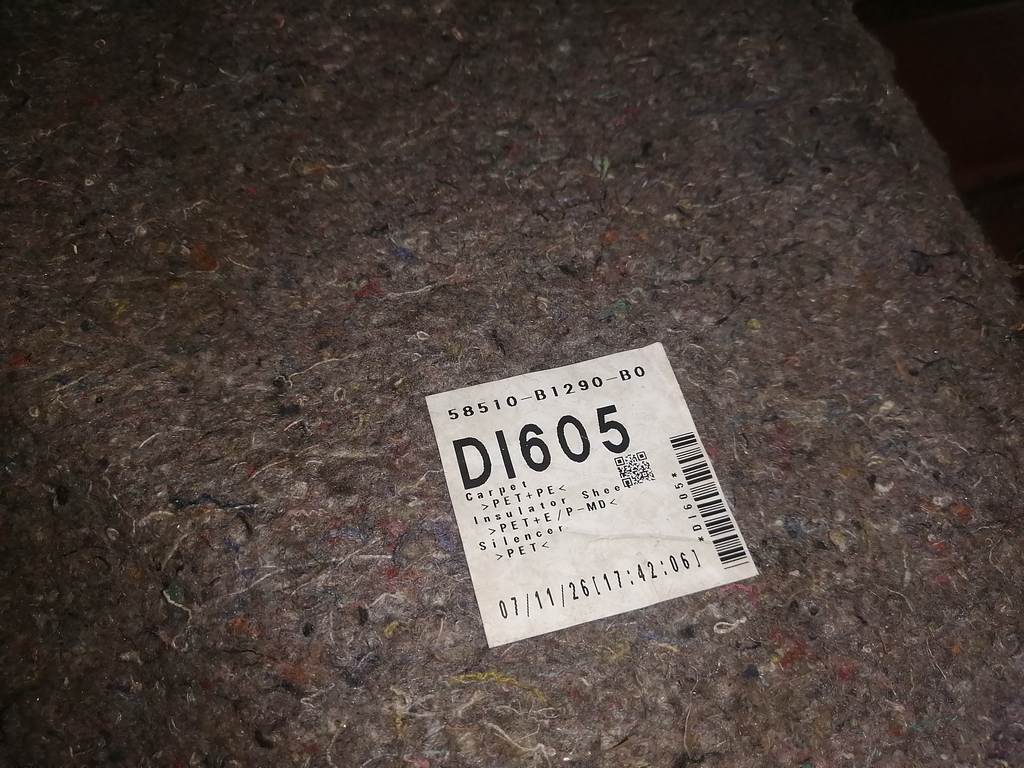 58510-B1290-B0
DI605
Carpet
>PET+PE<
Insulator Shee
>PET+E/P-MD<
Silencer
>PET<
07/11/26[17:42:06]
*DI605*